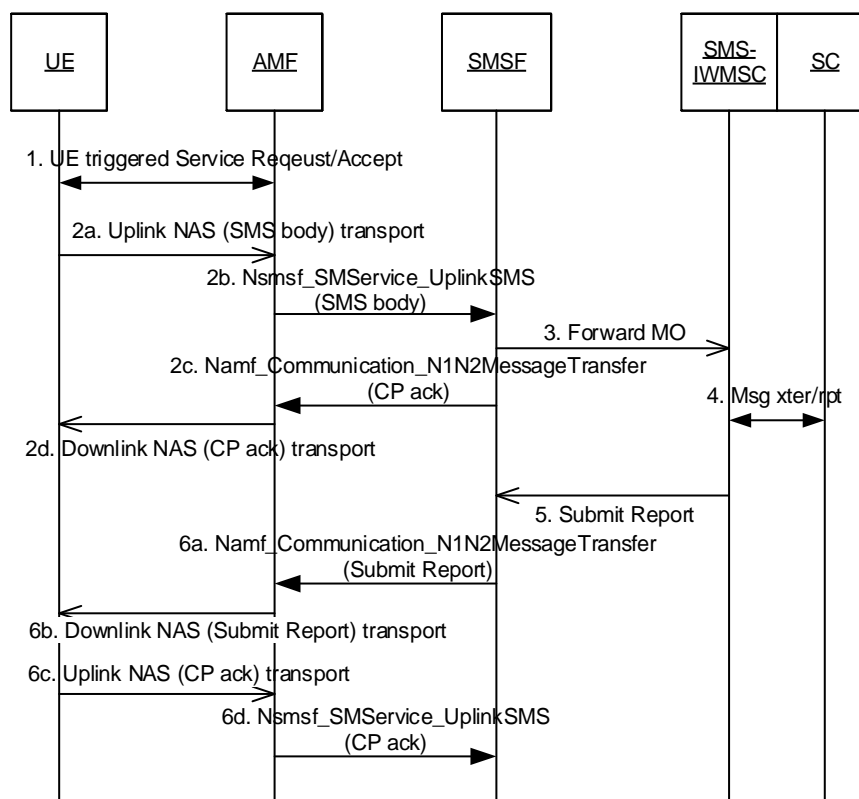 UE
AMF
SMSF
SMS-
IWMSC
SC
1. UE triggered Service Reqeust/Accept
2a. Uplink NAS (SMS body) transport
2b. Nsmsf_SMService_UplinkSMS
(SMS body)
3. Forward MO
2c. Namf_Communication_N1N2MessageTransfer
(CP ack)
4. Msg xter/rpt
2d. Downlink NAS (CP ack) transport
5. Submit Report
6a. Namf_Communication_N1N2MessageTransfer
(Submit Report)
6b. Downlink NAS (Submit Report) transport
6c. Uplink NAS (CP ack) transport
6d. Nsmsf_SMService_UplinkSMS
(CP ack)